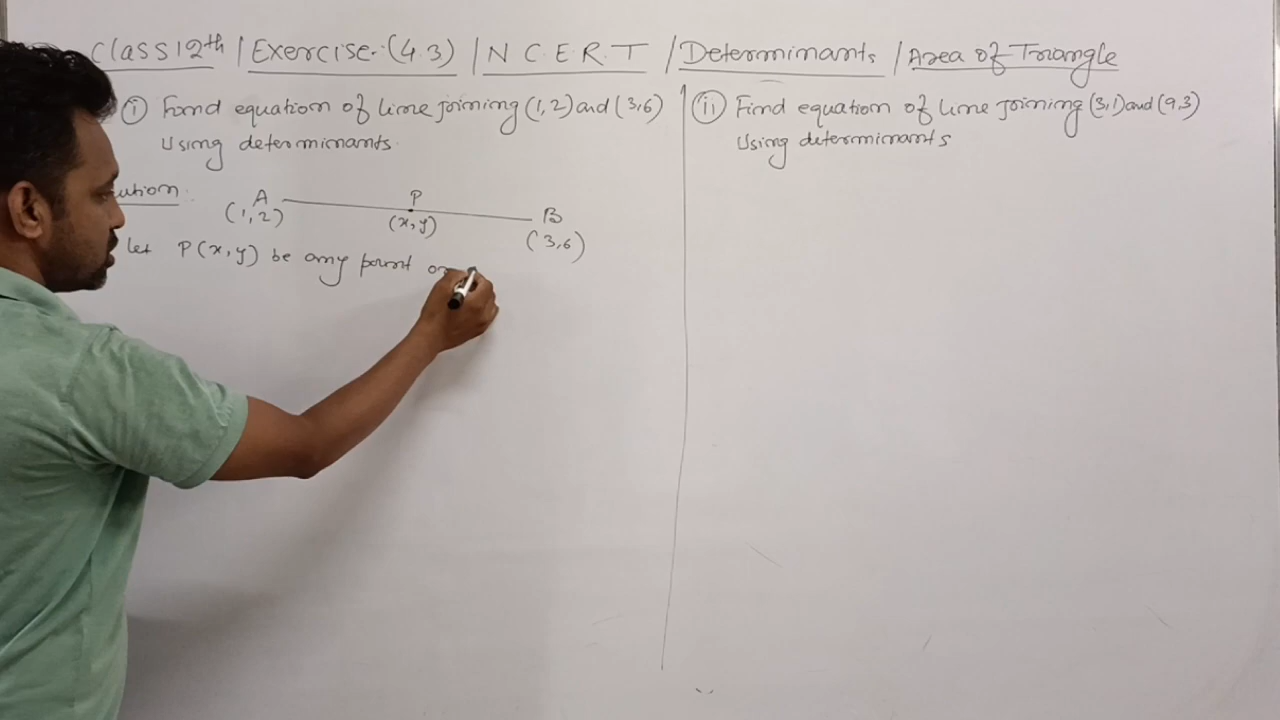 Class 12th / Exercise-(4.3) / N C E R T / Determinants / Area of Triangle
(i) Find equation of line joining (1,2) and (3,6)
Using determinants.
ution:
A P B
(1,2) (x,y) (3,6)
let P(x,y) be any point on
(ii) Find equation of line joining (3,1) and (9,3)
Using determinants